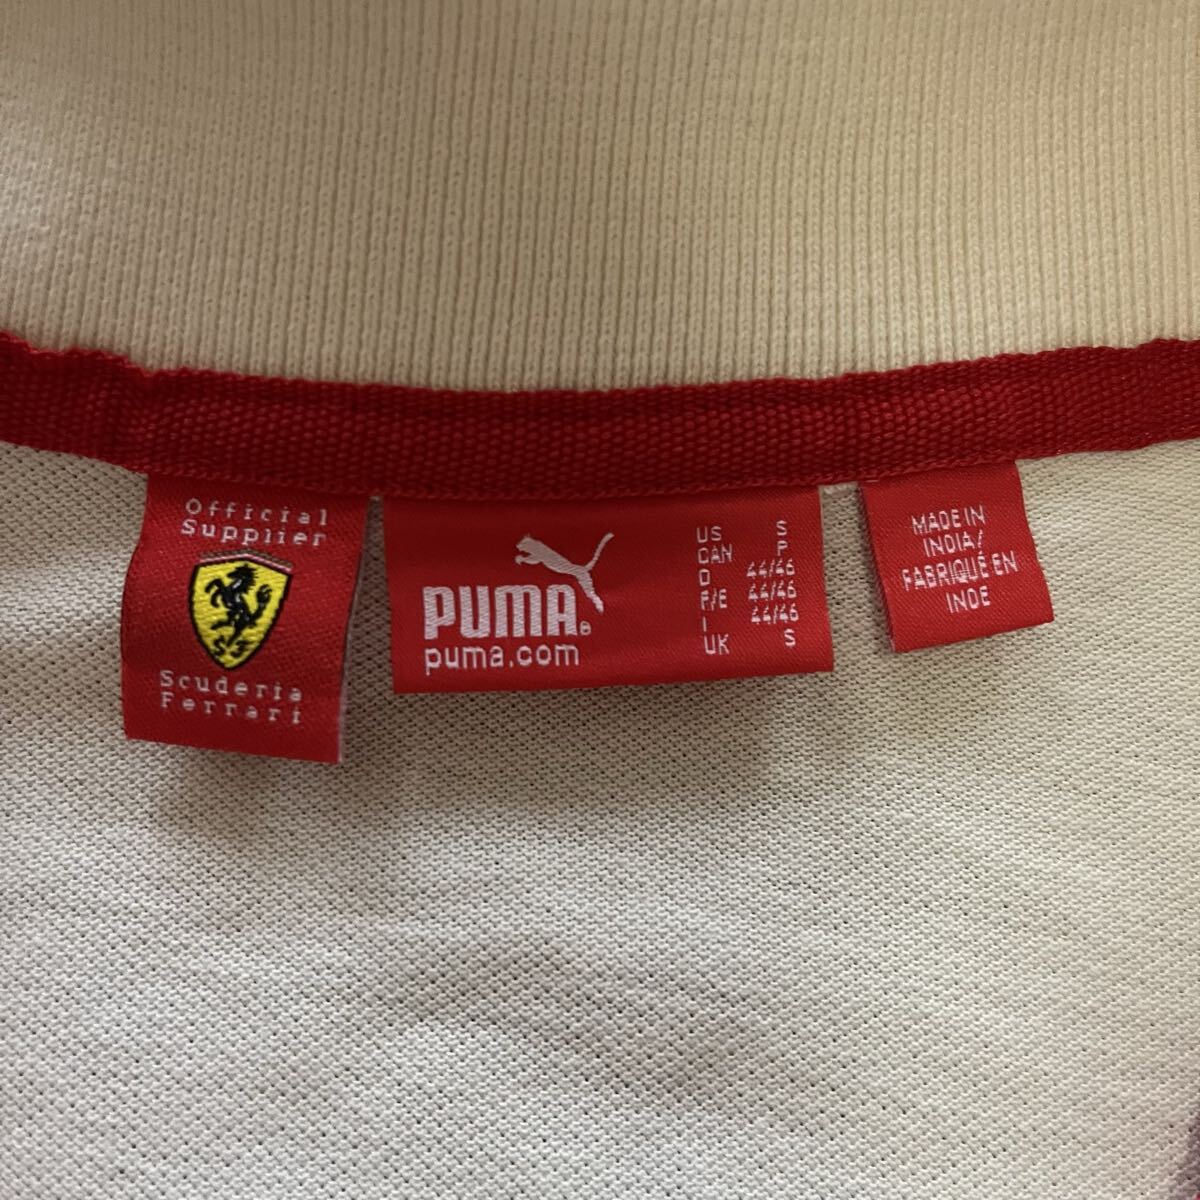 Official
Supplier
S F
Scuderia
Ferrari
PUMA®
puma.com
US S
CAN P
D 44/46
F/E 44/46
I 44/46
UK S
MADE IN
INDIA/
FABRIQUÉ EN
INDE